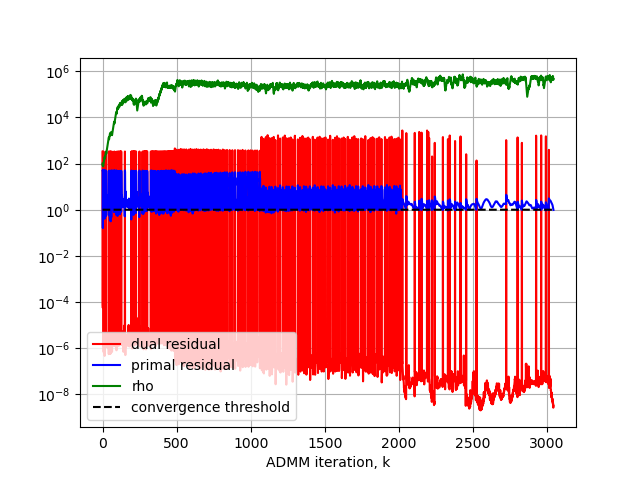 10^6
10^4
10^2
10^0
10^−2
10^−4
10^−6
10^−8
dual residual
primal residual
rho
convergence threshold
0 500 1000 1500 2000 2500 3000
ADMM iteration, k